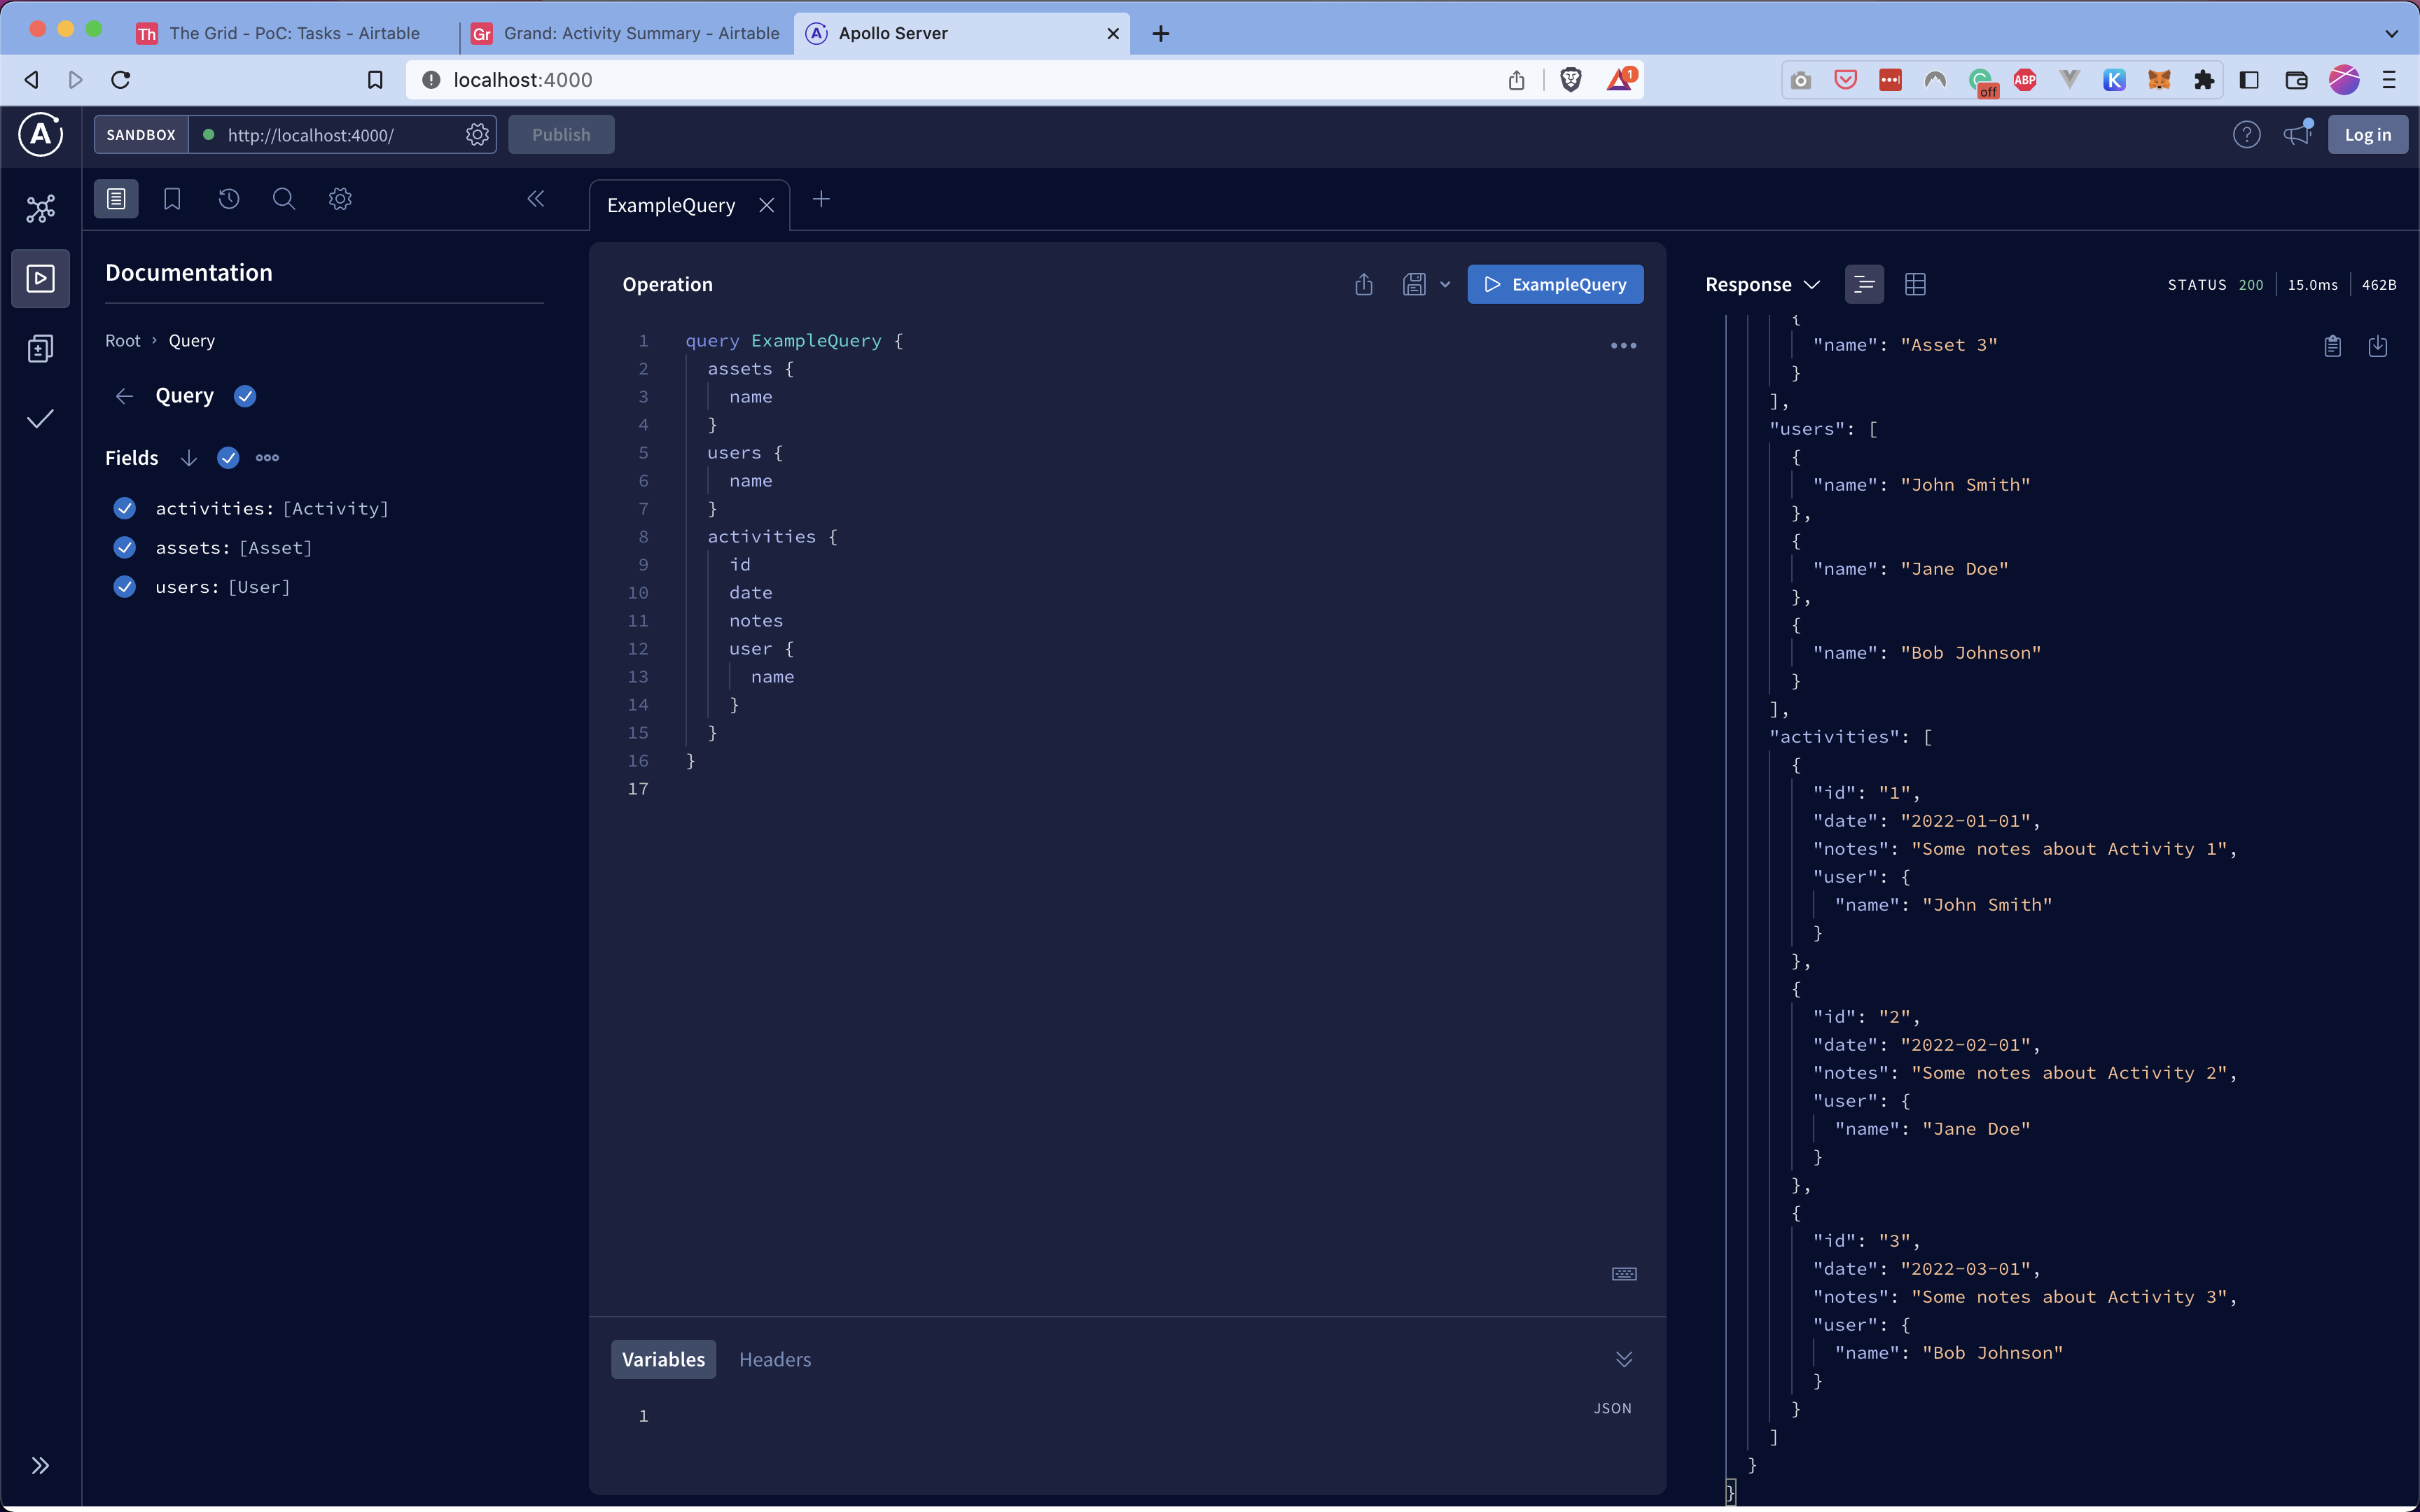 Th The Grid - PoC: Tasks - Airtable
Gr Grand: Activity Summary - Airtable
A Apollo Server
localhost:4000
1
off
ABP
K
A
SANDBOX
http://localhost:4000/
Publish
?
Log in
ExampleQuery
Documentation
Root › Query
Query
Fields
activities: [Activity]
assets: [Asset]
users: [User]
Operation
ExampleQuery
1 query ExampleQuery {
2 assets {
3 name
4 }
5 users {
6 name
7 }
8 activities {
9 id
10 date
11 notes
12 user {
13 name
14 }
15 }
16 }
17
Variables
Headers
JSON
1
Response
STATUS 200
15.0ms
462B
{
"name": "Asset 3"
}
],
"users": [
{
"name": "John Smith"
},
{
"name": "Jane Doe"
},
{
"name": "Bob Johnson"
}
],
"activities": [
{
"id": "1",
"date": "2022-01-01",
"notes": "Some notes about Activity 1",
"user": {
"name": "John Smith"
}
},
{
"id": "2",
"date": "2022-02-01",
"notes": "Some notes about Activity 2",
"user": {
"name": "Jane Doe"
}
},
{
"id": "3",
"date": "2022-03-01",
"notes": "Some notes about Activity 3",
"user": {
"name": "Bob Johnson"
}
}
]
}
}